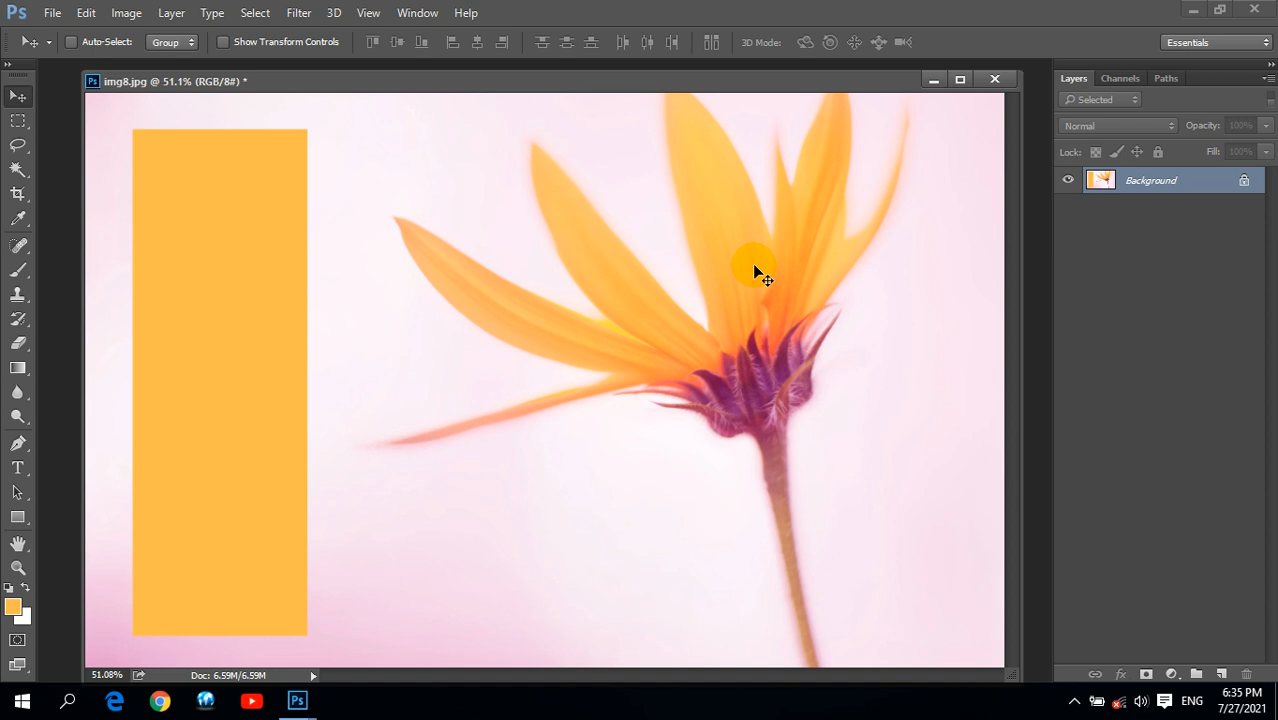 Ps File Edit Image Layer Type Select Filter 3D View Window Help
Auto-Select: Group Show Transform Controls 3D Mode: Essentials
Ps img8.jpg @ 51.1% (RGB/8#) *
Layers Channels Paths
Selected
Normal Opacity: 100%
Lock: Fill: 100%
Background
T
51.08% Doc: 6.59M/6.59M
Ps ENG 6:35 PM
7/27/2021